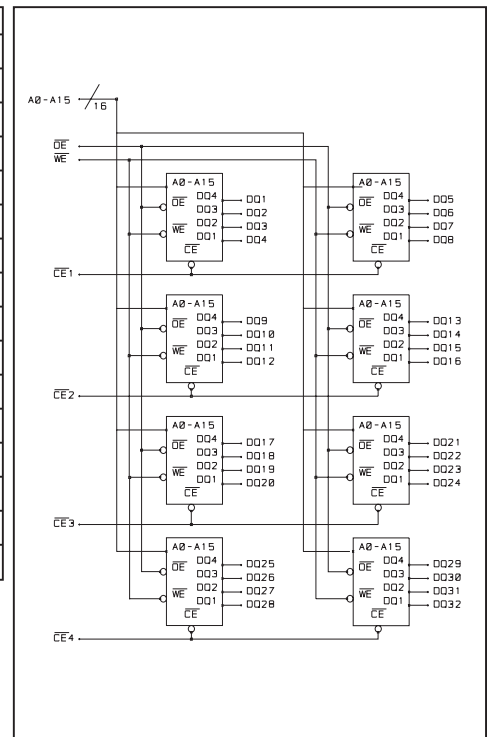 A0-A15
16
OE
WE
A0-A15
OE
WE
DQ4
DQ3
DQ2
DQ1
CE
DQ1
DQ2
DQ3
DQ4
A0-A15
OE
WE
DQ4
DQ3
DQ2
DQ1
CE
DQ5
DQ6
DQ7
DQ8
CE1
A0-A15
OE
WE
DQ4
DQ3
DQ2
DQ1
CE
DQ9
DQ10
DQ11
DQ12
A0-A15
OE
WE
DQ4
DQ3
DQ2
DQ1
CE
DQ13
DQ14
DQ15
DQ16
CE2
A0-A15
OE
WE
DQ4
DQ3
DQ2
DQ1
CE
DQ17
DQ18
DQ19
DQ20
A0-A15
OE
WE
DQ4
DQ3
DQ2
DQ1
CE
DQ21
DQ22
DQ23
DQ24
CE3
A0-A15
OE
WE
DQ4
DQ3
DQ2
DQ1
CE
DQ25
DQ26
DQ27
DQ28
A0-A15
OE
WE
DQ4
DQ3
DQ2
DQ1
CE
DQ29
DQ30
DQ31
DQ32
CE4